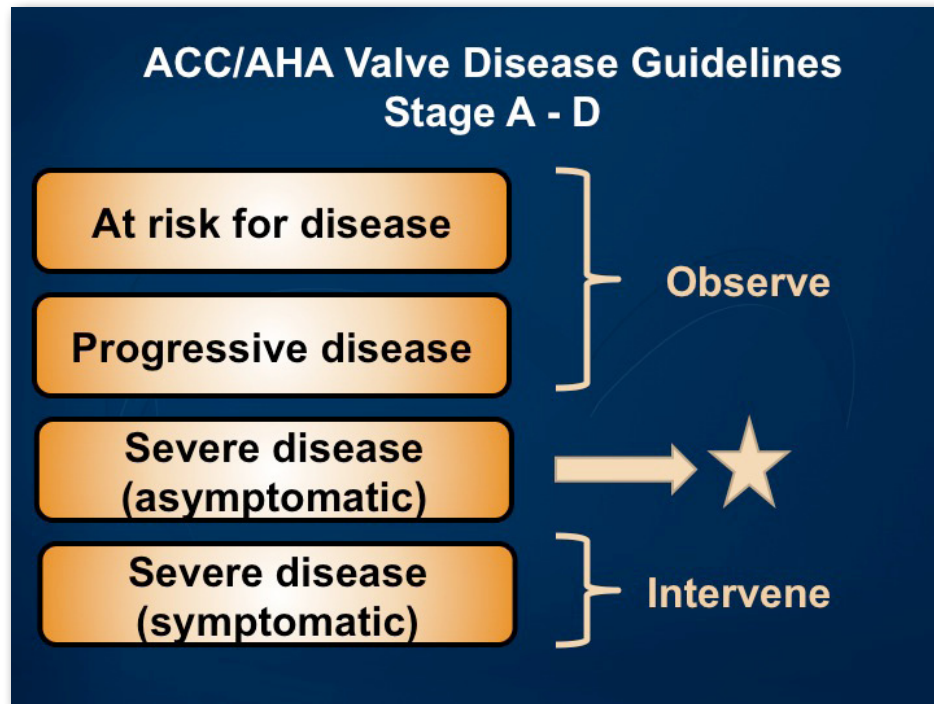 ACC/AHA Valve Disease Guidelines
Stage A - D
At risk for disease
Observe
Progressive disease
Severe disease
(asymptomatic)
Severe disease
(symptomatic)
Intervene